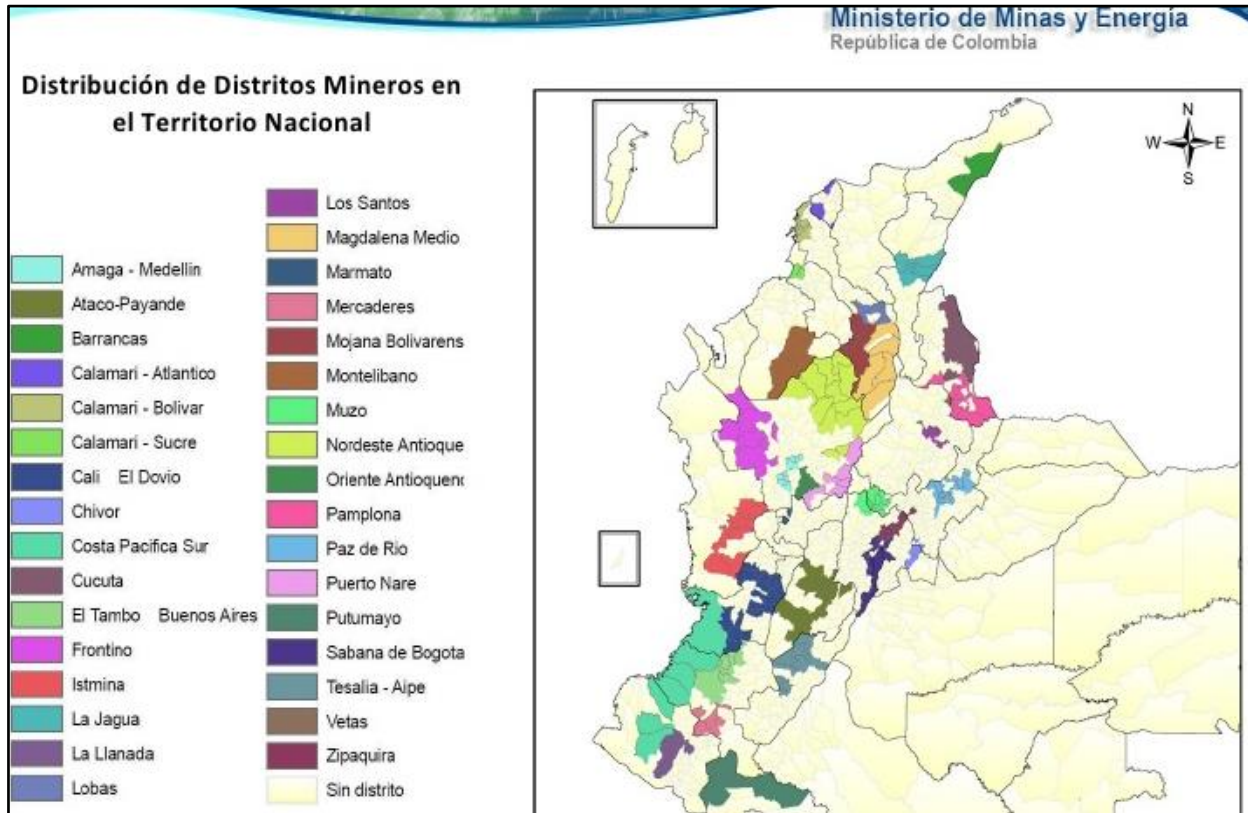 Ministerio de Minas y Energía
República de Colombia
Distribución de Distritos Mineros en
el Territorio Nacional
Amaga - Medellin
Ataco-Payande
Barrancas
Calamari - Atlantico
Calamari - Bolivar
Calamari - Sucre
Cali El Dovio
Chivor
Costa Pacifica Sur
Cucuta
El Tambo Buenos Aires
Frontino
Istmina
La Jagua
La Llanada
Lobas
Los Santos
Magdalena Medio
Marmato
Mercaderes
Mojana Bolivarens
Montelibano
Muzo
Nordeste Antioque
Oriente Antioquenc
Pamplona
Paz de Rio
Puerto Nare
Putumayo
Sabana de Bogota
Tesalia - Aipe
Vetas
Zipaquira
Sin distrito
N
W E
S